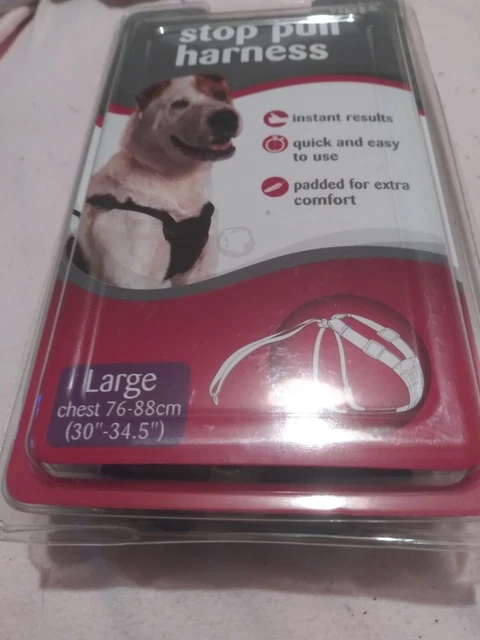 stop pull
harness
instant results
quick and easy
to use
padded for extra
comfort
Large
chest 76-88cm
(30"-34.5")